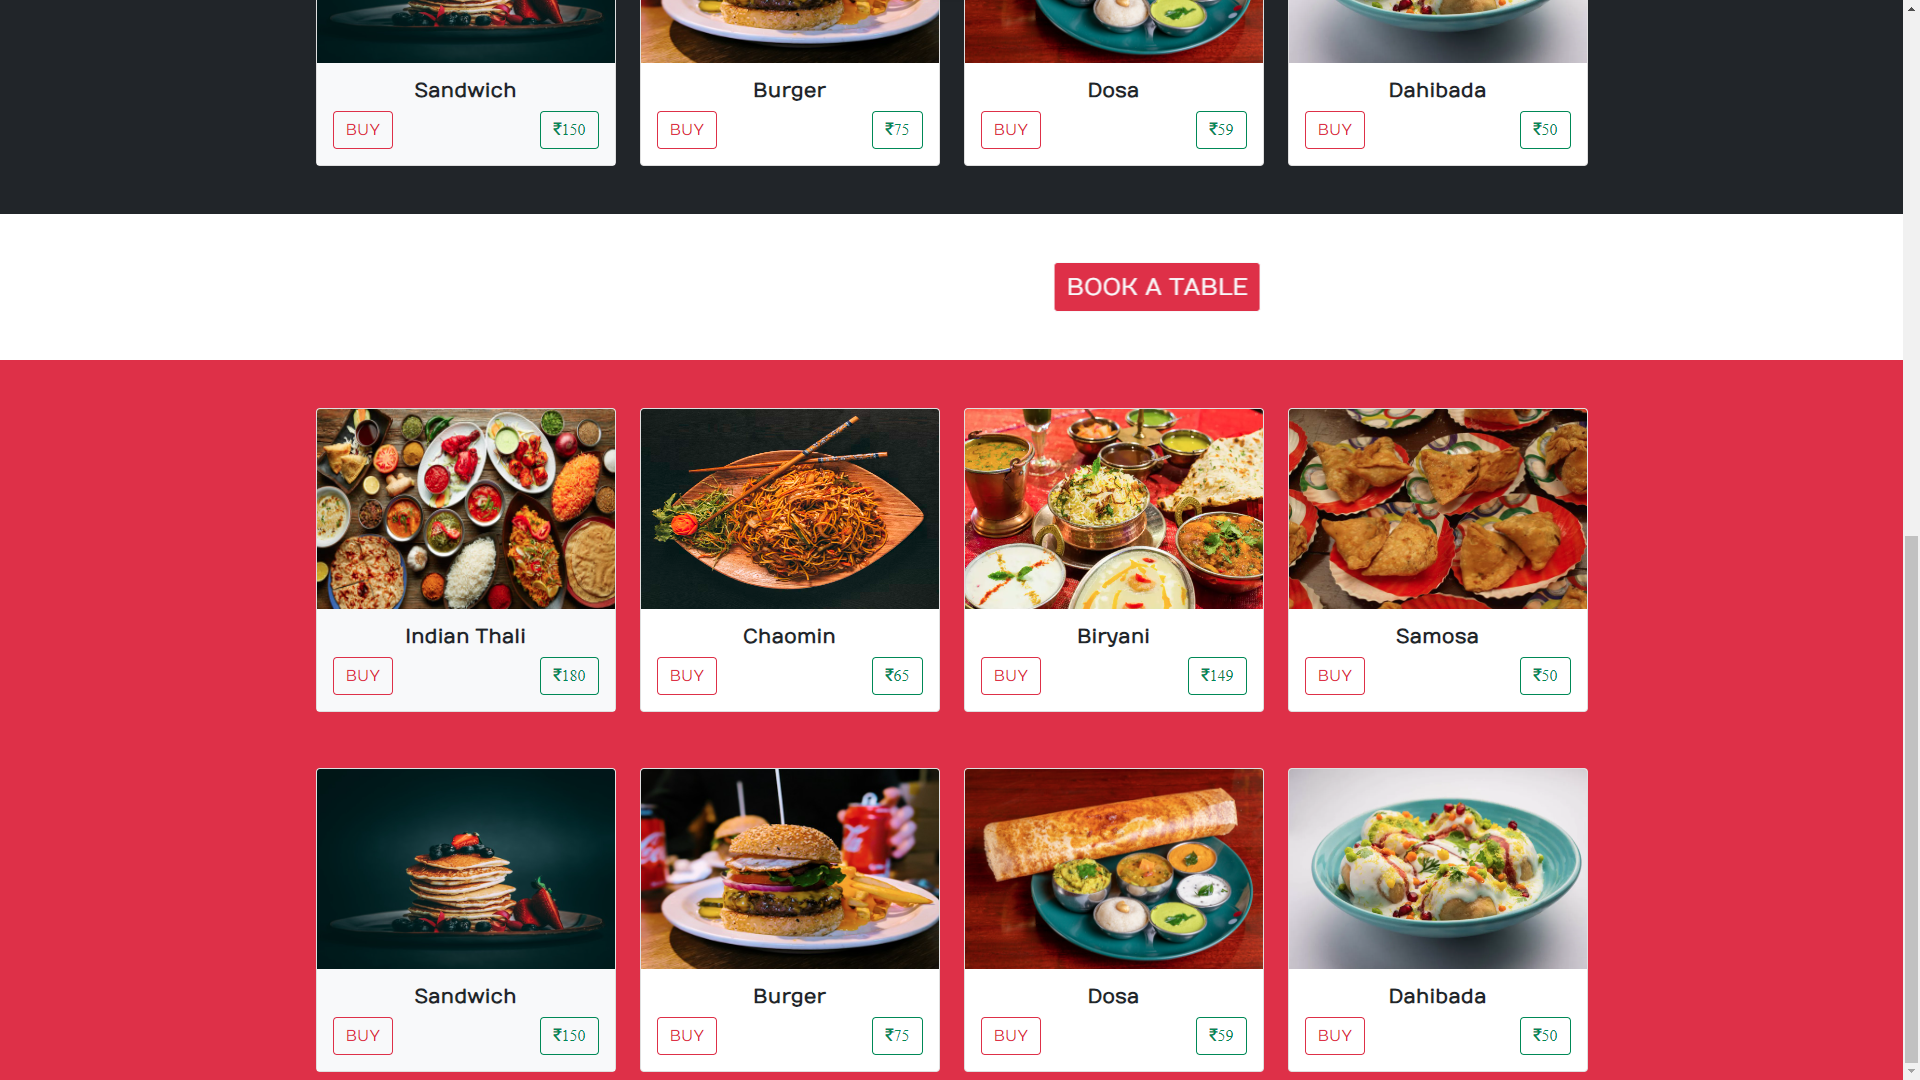 Sandwich
BUY ₹150
Burger
BUY ₹75
Dosa
BUY ₹59
Dahibada
BUY ₹50
BOOK A TABLE
Indian Thali
BUY ₹180
Chaomin
BUY ₹65
Biryani
BUY ₹149
Samosa
BUY ₹50
Sandwich
BUY ₹150
Burger
BUY ₹75
Dosa
BUY ₹59
Dahibada
BUY ₹50